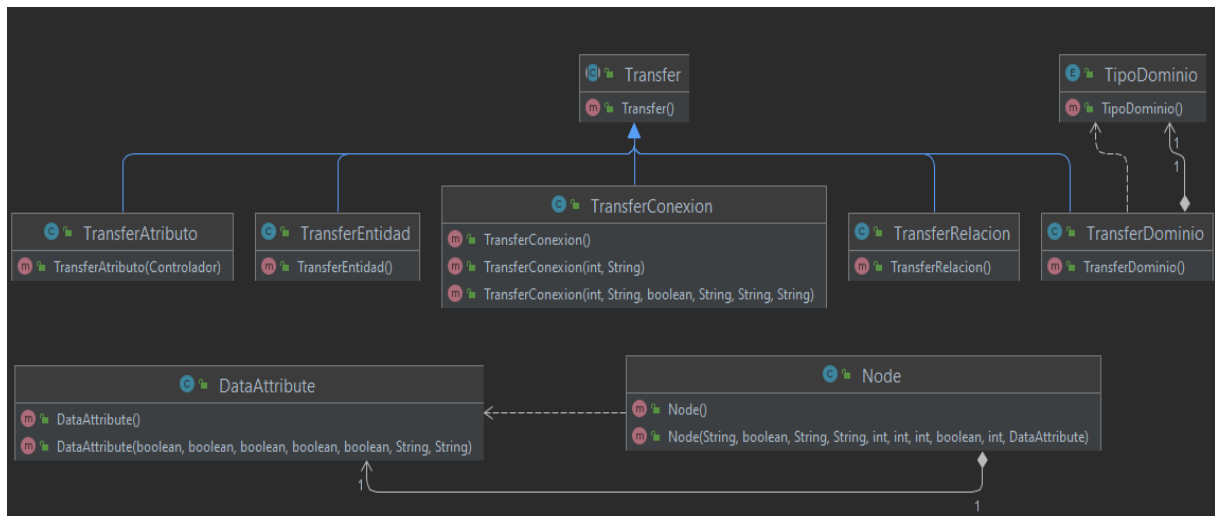 Transfer
Transfer()
TipoDominio
TipoDominio()
1
1
TransferAtributo
TransferAtributo(Controlador)
TransferEntidad
TransferEntidad()
TransferConexion
TransferConexion()
TransferConexion(int, String)
TransferConexion(int, String, boolean, String, String, String)
TransferRelacion
TransferRelacion()
TransferDominio
TransferDominio()
DataAttribute
DataAttribute()
DataAttribute(boolean, boolean, boolean, boolean, boolean, String, String)
Node
Node()
Node(String, boolean, String, String, int, int, int, boolean, int, DataAttribute)
1
1